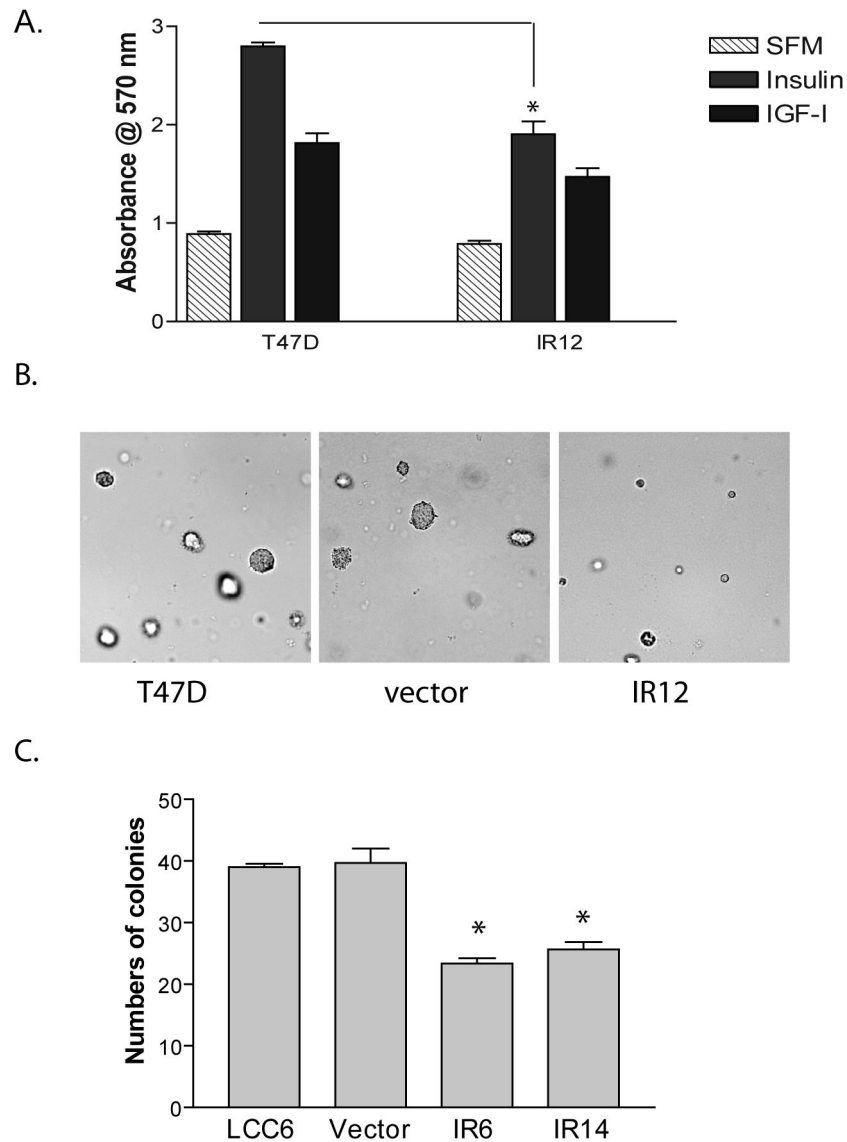 A.
Absorbance @ 570 nm
3
2
1
0
*
T47D
IR12
SFM
Insulin
IGF-I
B.
T47D
vector
IR12
C.
Numbers of colonies
50
40
30
20
10
0
*
*
LCC6
Vector
IR6
IR14